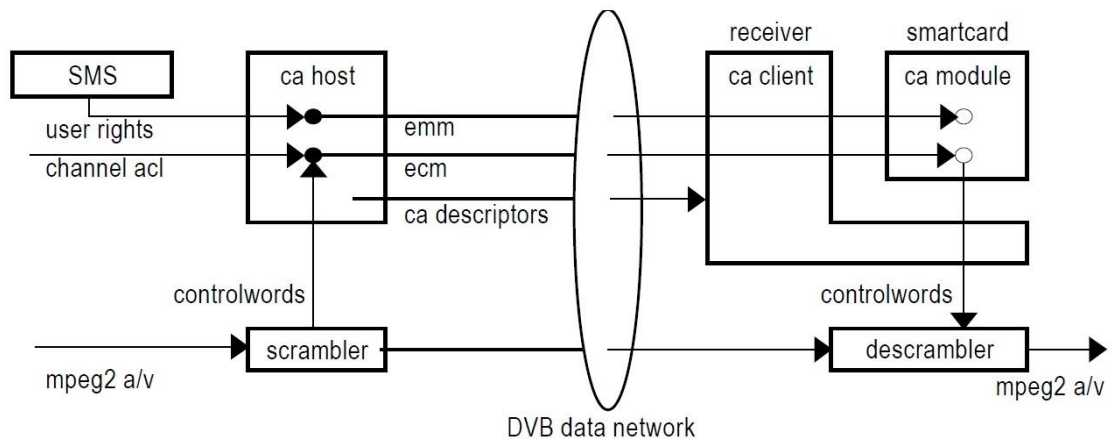 receiver
smartcard
SMS
ca host
ca client
ca module
user rights
emm
channel acl
ecm
ca descriptors
controlwords
controlwords
scrambler
descrambler
mpeg2 a/v
mpeg2 a/v
DVB data network